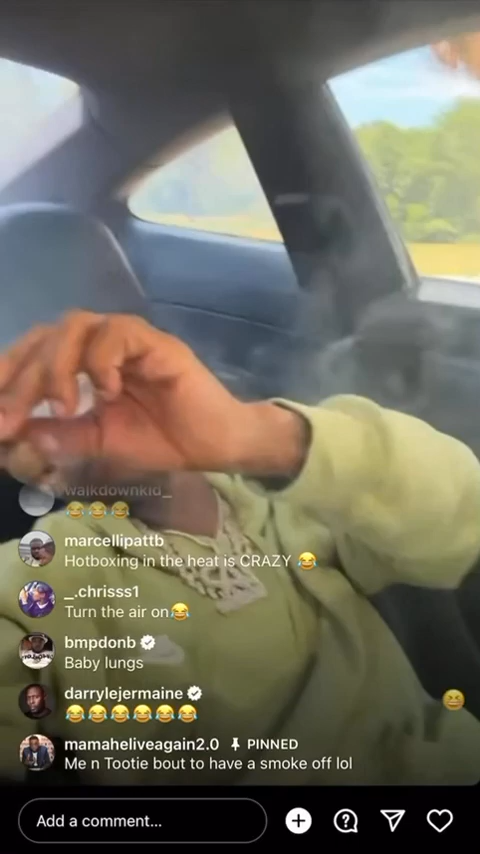 walkdownkid_
😂😂😂
marcellipattb
Hotboxing in the heat is CRAZY 😂
_.chrisss1
Turn the air on😂
bmpdonb
Baby lungs
darrylejermaine
😂😂😂😂😂😂
mamaheliveagain2.0 PINNED
Me n Tootie bout to have a smoke off lol
Add a comment...